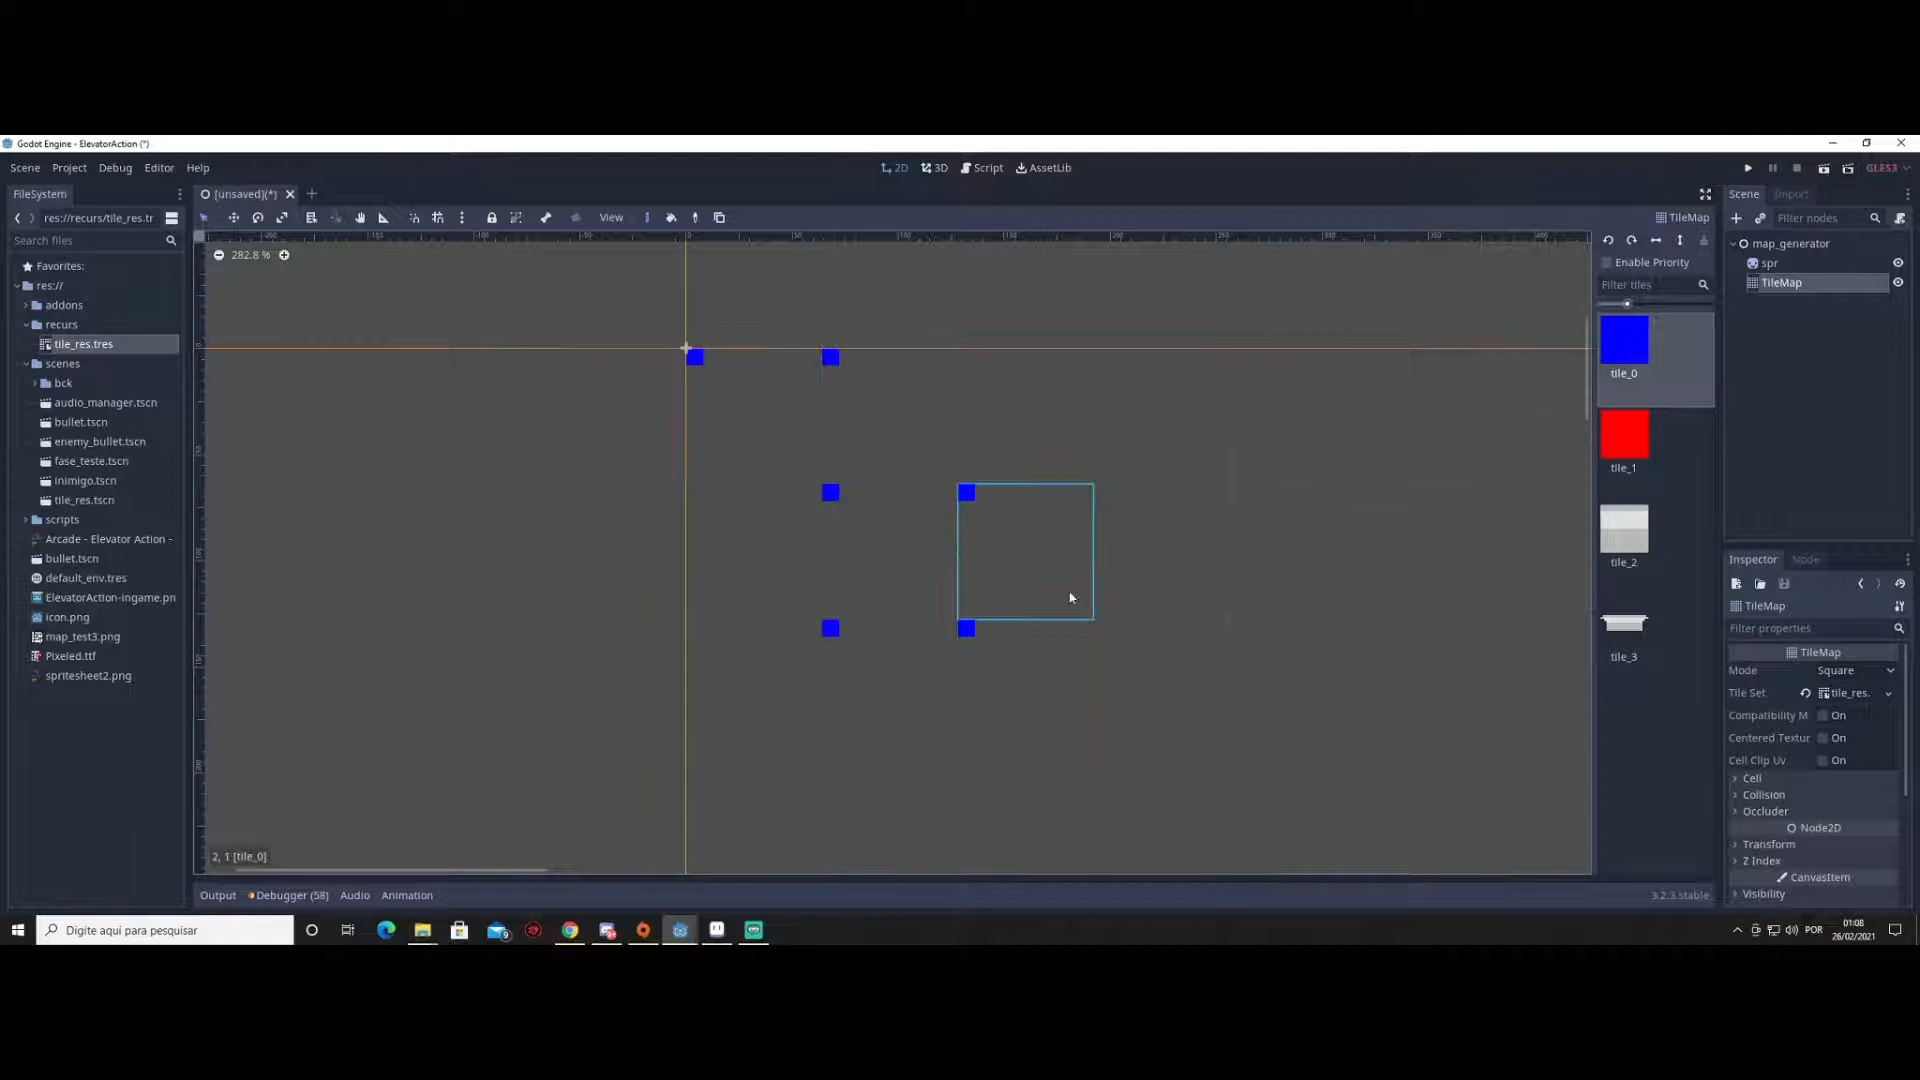 Godot Engine - ElevatorAction (*)
Scene Project Debug Editor Help
2D 3D Script AssetLib
GLES3
FileSystem
[unsaved](*)
Scene Import
res://recurs/tile_res.tr
View
TileMap
Filter nodes
Search files
282.8 %
Enable Priority
Filter tiles
map_generator
spr
TileMap
Favorites:
res://
addons
recurs
tile_res.tres
scenes
bck
audio_manager.tscn
bullet.tscn
enemy_bullet.tscn
fase_teste.tscn
inimigo.tscn
tile_res.tscn
scripts
Arcade - Elevator Action -
bullet.tscn
default_env.tres
ElevatorAction-ingame.pn
icon.png
map_test3.png
Pixeled.ttf
spritesheet2.png
tile_0
tile_1
tile_2
tile_3
Inspector Node
TileMap
Filter properties
TileMap
Mode Square
Tile Set tile_res.
Compatibility M On
Centered Textur On
Cell Clip Uv On
Cell
Collision
Occluder
Node2D
Transform
Z Index
CanvasItem
Visibility
2, 1 [tile_0]
Output Debugger (58) Audio Animation
3.2.3.stable
Digite aqui para pesquisar
POR
01:08
26/02/2021